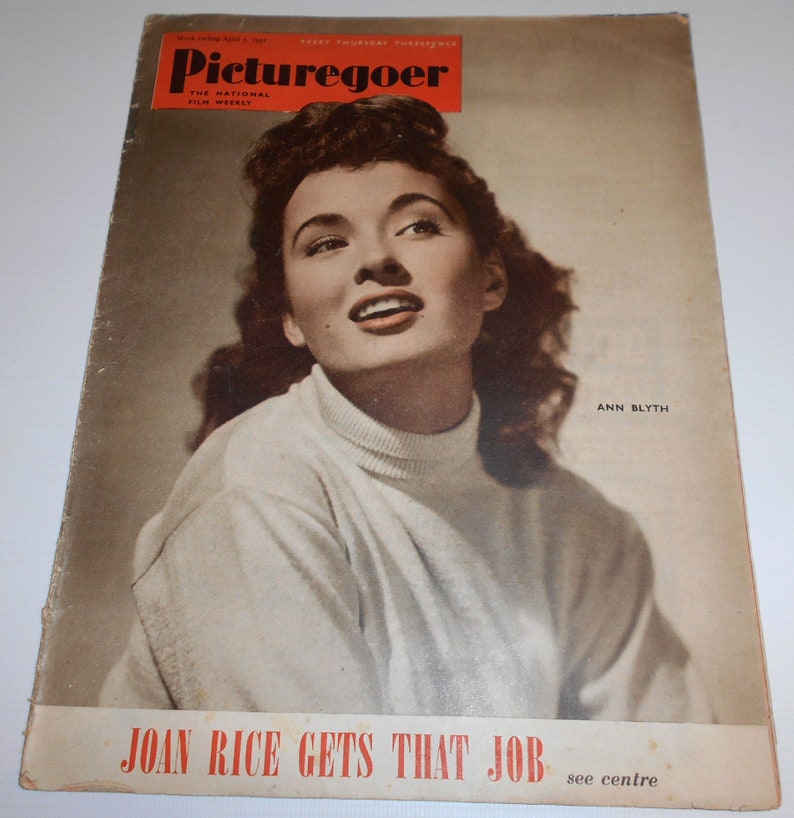 Week ending April 7, 1951
EVERY THURSDAY THREEPENCE
Picturegoer
THE NATIONAL
FILM WEEKLY
ANN BLYTH
JOAN RICE GETS THAT JOB see centre